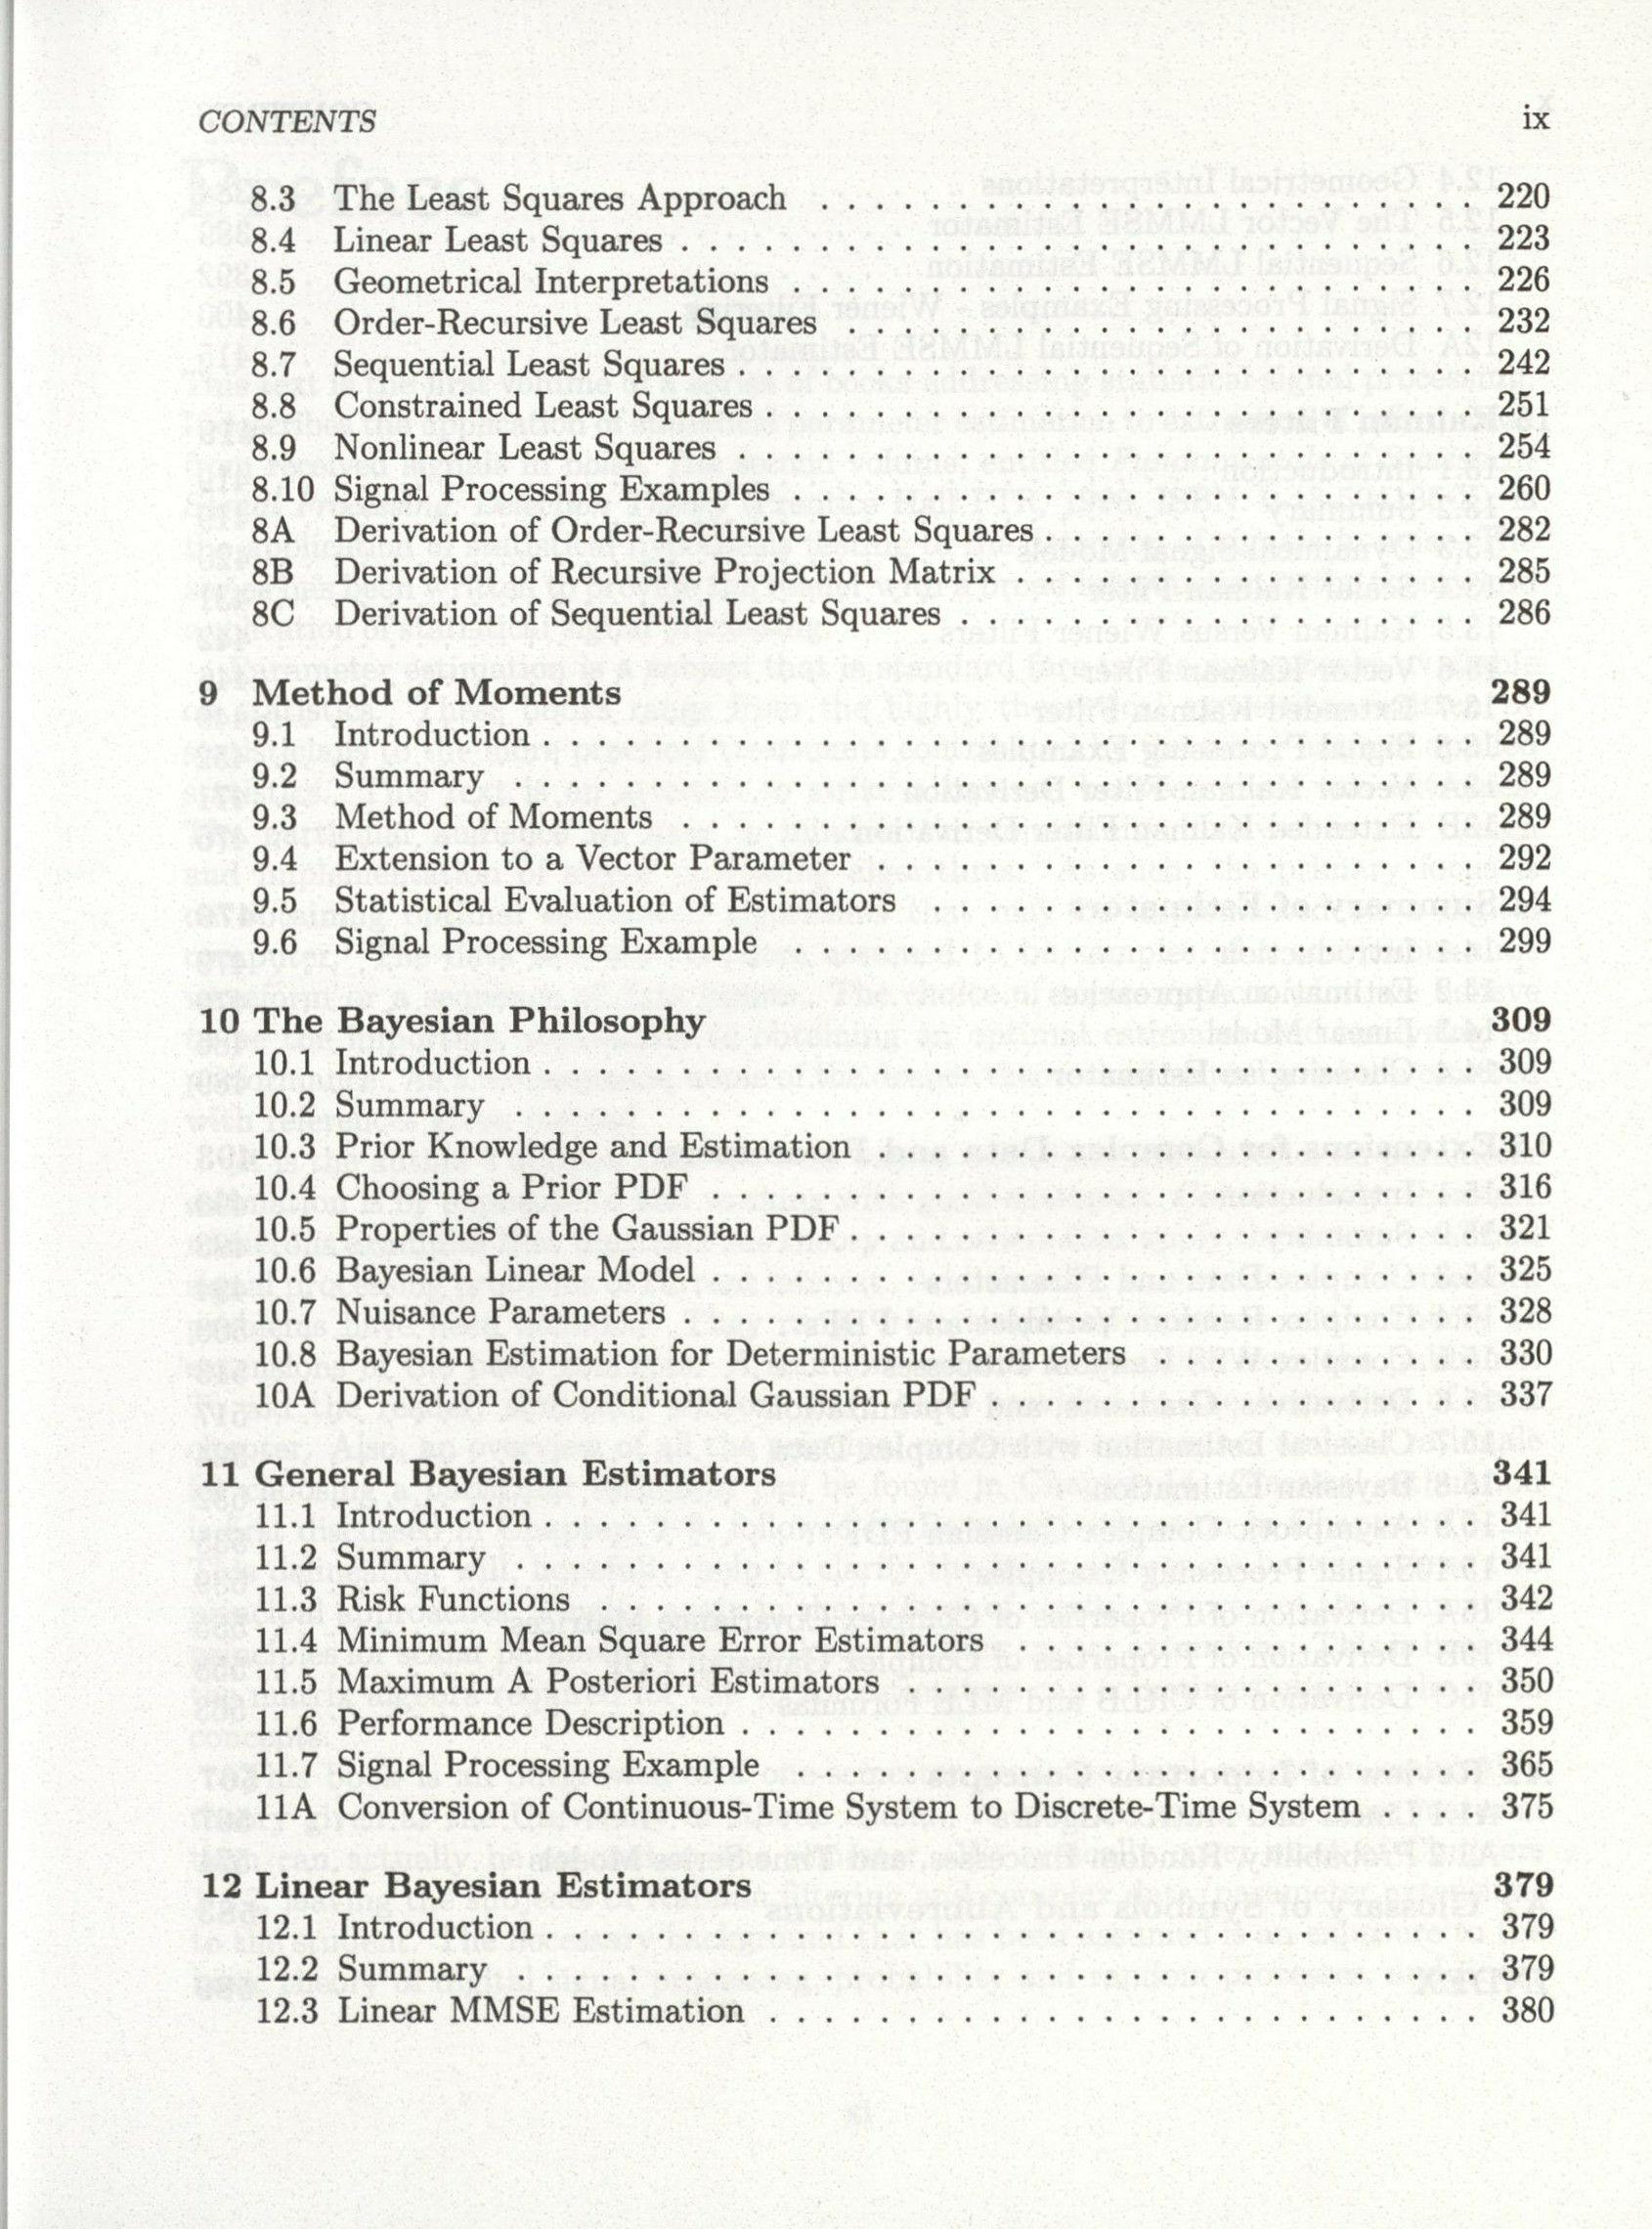 CONTENTS ix
8.3 The Least Squares Approach . . . . . . . . . . . . . . . . . . . . . . . . 220
8.4 Linear Least Squares . . . . . . . . . . . . . . . . . . . . . . . . . . . . . 223
8.5 Geometrical Interpretations . . . . . . . . . . . . . . . . . . . . . . . . . 226
8.6 Order-Recursive Least Squares . . . . . . . . . . . . . . . . . . . . . . . 232
8.7 Sequential Least Squares . . . . . . . . . . . . . . . . . . . . . . . . . . . 242
8.8 Constrained Least Squares . . . . . . . . . . . . . . . . . . . . . . . . . . 251
8.9 Nonlinear Least Squares . . . . . . . . . . . . . . . . . . . . . . . . . . . 254
8.10 Signal Processing Examples . . . . . . . . . . . . . . . . . . . . . . . . . 260
8A Derivation of Order-Recursive Least Squares . . . . . . . . . . . . . . . . 282
8B Derivation of Recursive Projection Matrix . . . . . . . . . . . . . . . . . 285
8C Derivation of Sequential Least Squares . . . . . . . . . . . . . . . . . . . 286
9 Method of Moments 289
9.1 Introduction . . . . . . . . . . . . . . . . . . . . . . . . . . . . . . . . . . 289
9.2 Summary . . . . . . . . . . . . . . . . . . . . . . . . . . . . . . . . . . . 289
9.3 Method of Moments . . . . . . . . . . . . . . . . . . . . . . . . . . . . . 289
9.4 Extension to a Vector Parameter . . . . . . . . . . . . . . . . . . . . . . 292
9.5 Statistical Evaluation of Estimators . . . . . . . . . . . . . . . . . . . . 294
9.6 Signal Processing Example . . . . . . . . . . . . . . . . . . . . . . . . . 299
10 The Bayesian Philosophy 309
10.1 Introduction . . . . . . . . . . . . . . . . . . . . . . . . . . . . . . . . . . 309
10.2 Summary . . . . . . . . . . . . . . . . . . . . . . . . . . . . . . . . . . . 309
10.3 Prior Knowledge and Estimation . . . . . . . . . . . . . . . . . . . . . . 310
10.4 Choosing a Prior PDF . . . . . . . . . . . . . . . . . . . . . . . . . . . . 316
10.5 Properties of the Gaussian PDF . . . . . . . . . . . . . . . . . . . . . . . 321
10.6 Bayesian Linear Model . . . . . . . . . . . . . . . . . . . . . . . . . . . . 325
10.7 Nuisance Parameters . . . . . . . . . . . . . . . . . . . . . . . . . . . . . 328
10.8 Bayesian Estimation for Deterministic Parameters . . . . . . . . . . . . 330
10A Derivation of Conditional Gaussian PDF . . . . . . . . . . . . . . . . . . 337
11 General Bayesian Estimators 341
11.1 Introduction . . . . . . . . . . . . . . . . . . . . . . . . . . . . . . . . . . 341
11.2 Summary . . . . . . . . . . . . . . . . . . . . . . . . . . . . . . . . . . . 341
11.3 Risk Functions . . . . . . . . . . . . . . . . . . . . . . . . . . . . . . . . 342
11.4 Minimum Mean Square Error Estimators . . . . . . . . . . . . . . . . . 344
11.5 Maximum A Posteriori Estimators . . . . . . . . . . . . . . . . . . . . . 350
11.6 Performance Description . . . . . . . . . . . . . . . . . . . . . . . . . . . 359
11.7 Signal Processing Example . . . . . . . . . . . . . . . . . . . . . . . . . 365
11A Conversion of Continuous-Time System to Discrete-Time System . . . . 375
12 Linear Bayesian Estimators 379
12.1 Introduction . . . . . . . . . . . . . . . . . . . . . . . . . . . . . . . . . . 379
12.2 Summary . . . . . . . . . . . . . . . . . . . . . . . . . . . . . . . . . . . 379
12.3 Linear MMSE Estimation . . . . . . . . . . . . . . . . . . . . . . . . . . 380